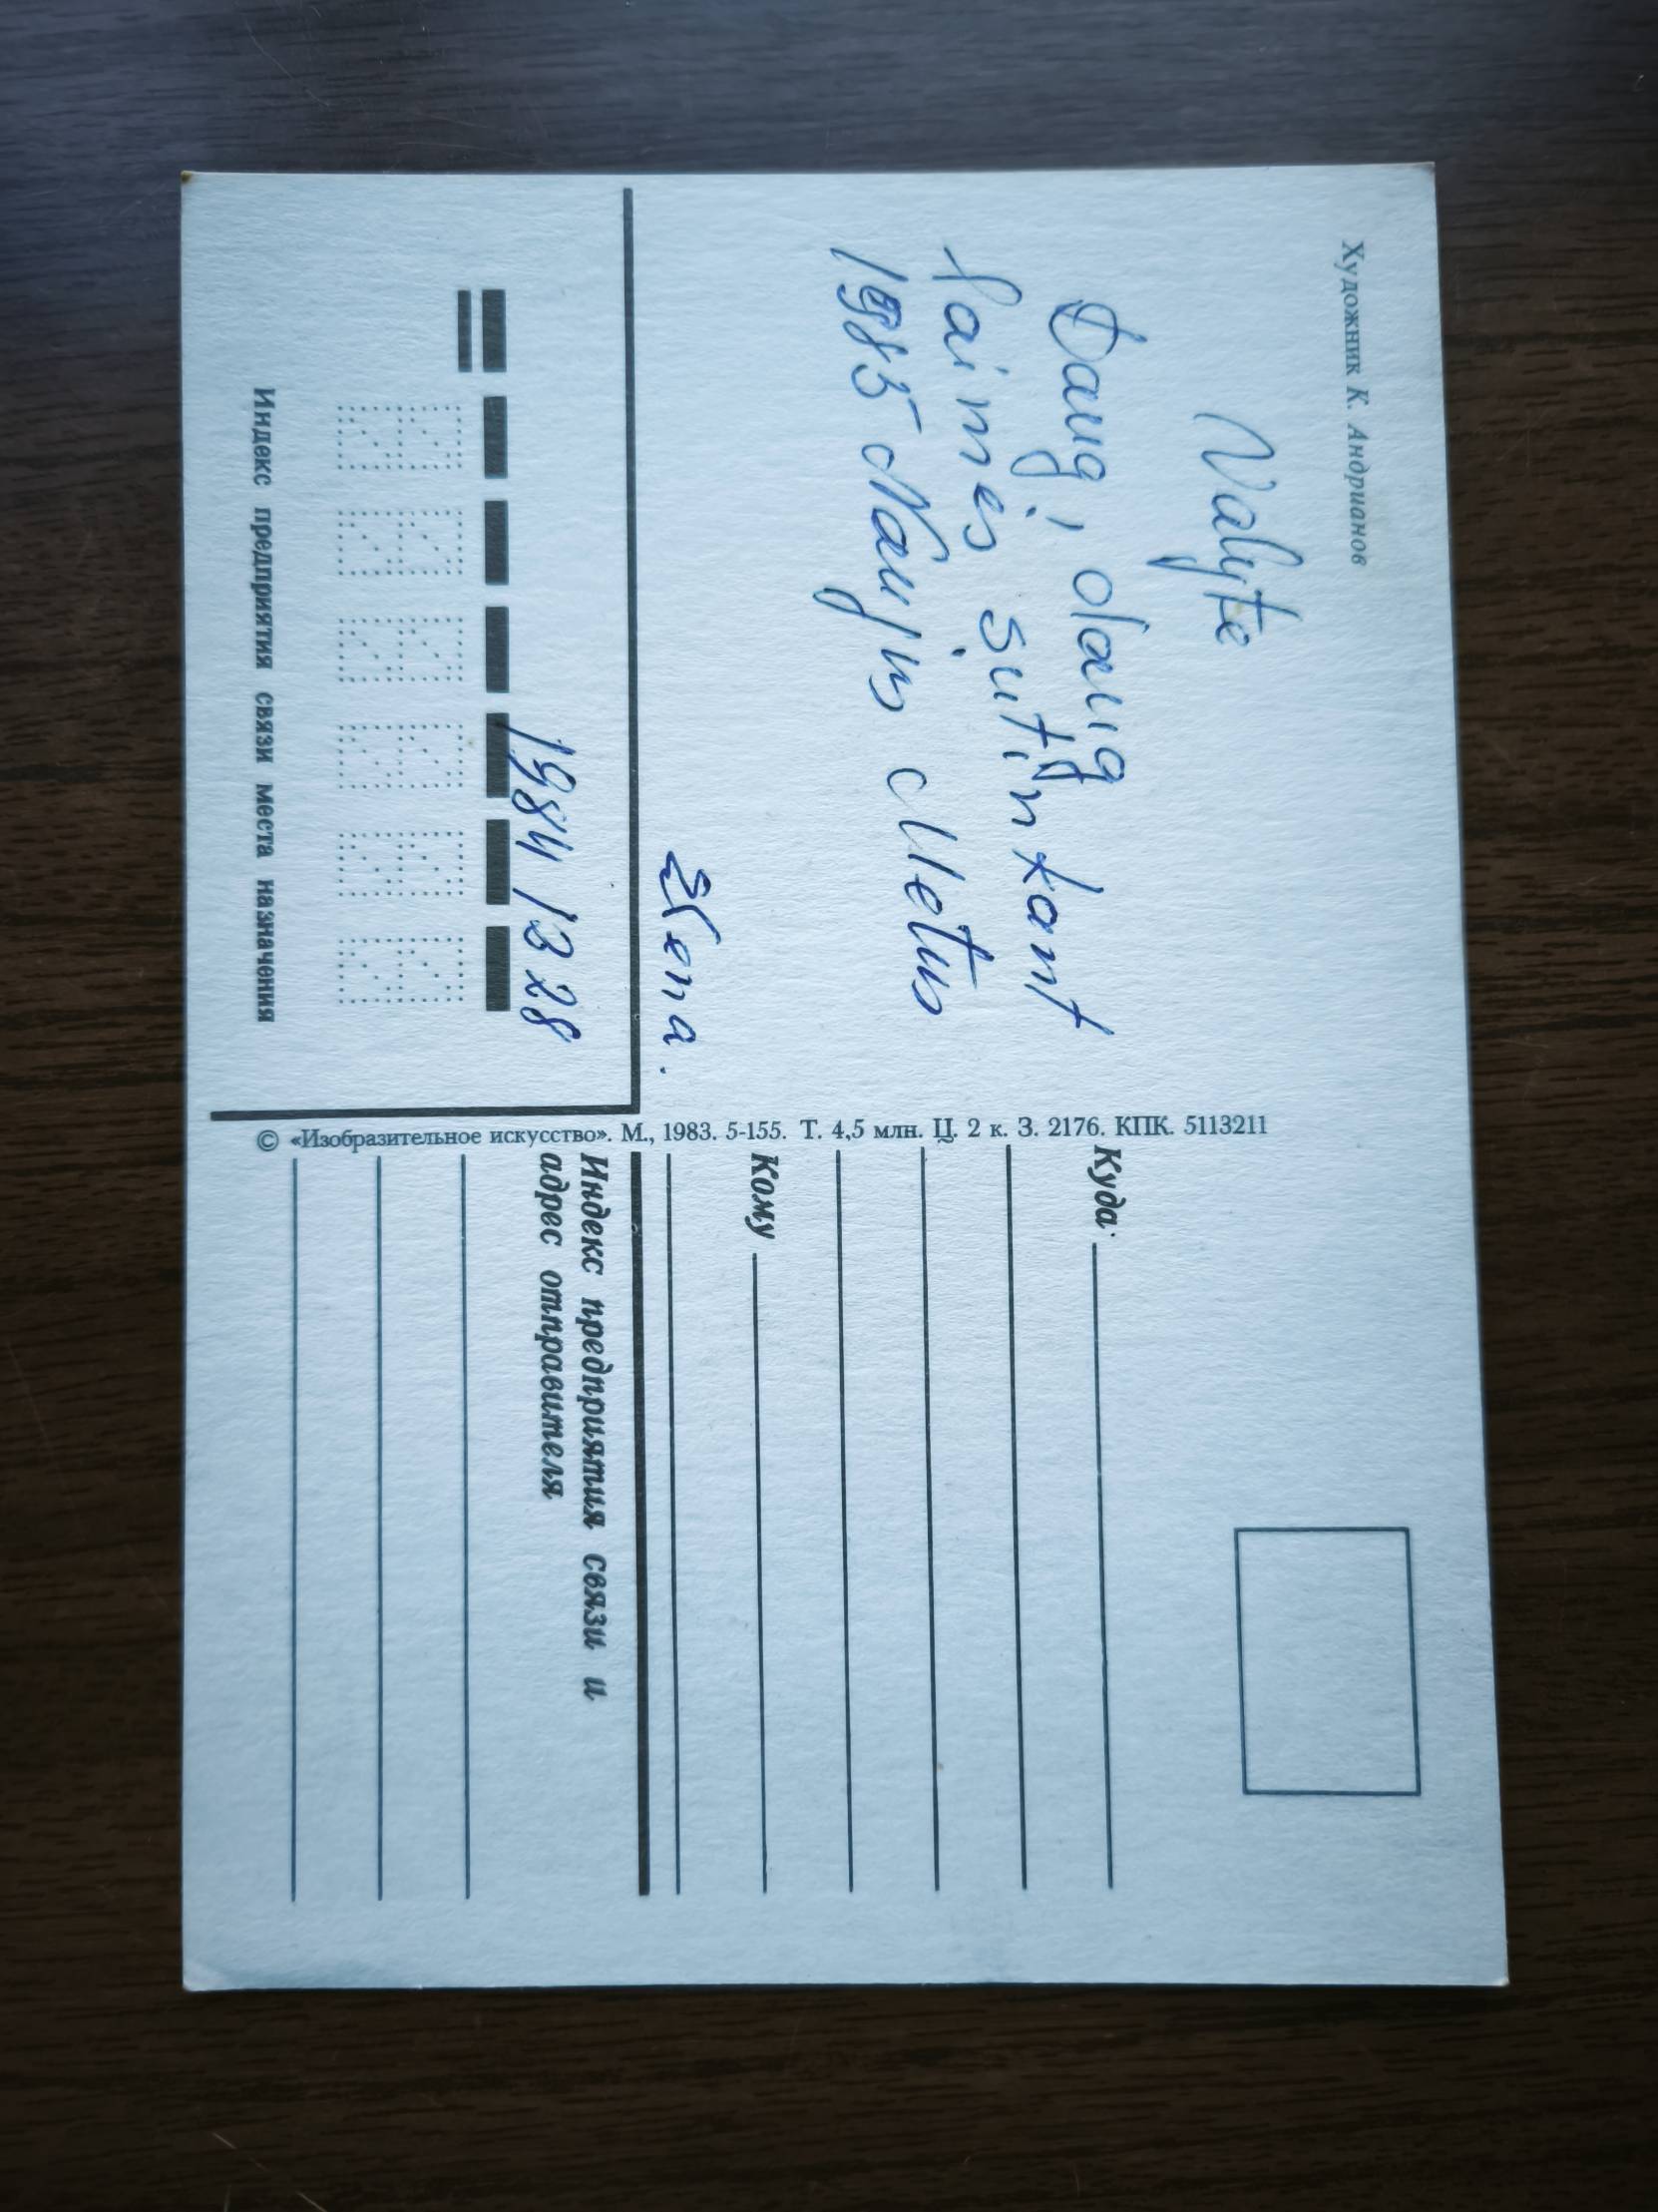 Художник К. Андрианов
Valytė
Daug, daug
laimės sutinkant
1985 Naujus Metus
Elena.
1984 12 28
Индекс предприятия связи места назначения
© «Изобразительное искусство». М., 1983. 5-155. Т. 4,5 млн. Ц. 2 к. З. 2176. КПК. 5113211
Куда
Кому
Индекс предприятия связи и
адрес отправителя